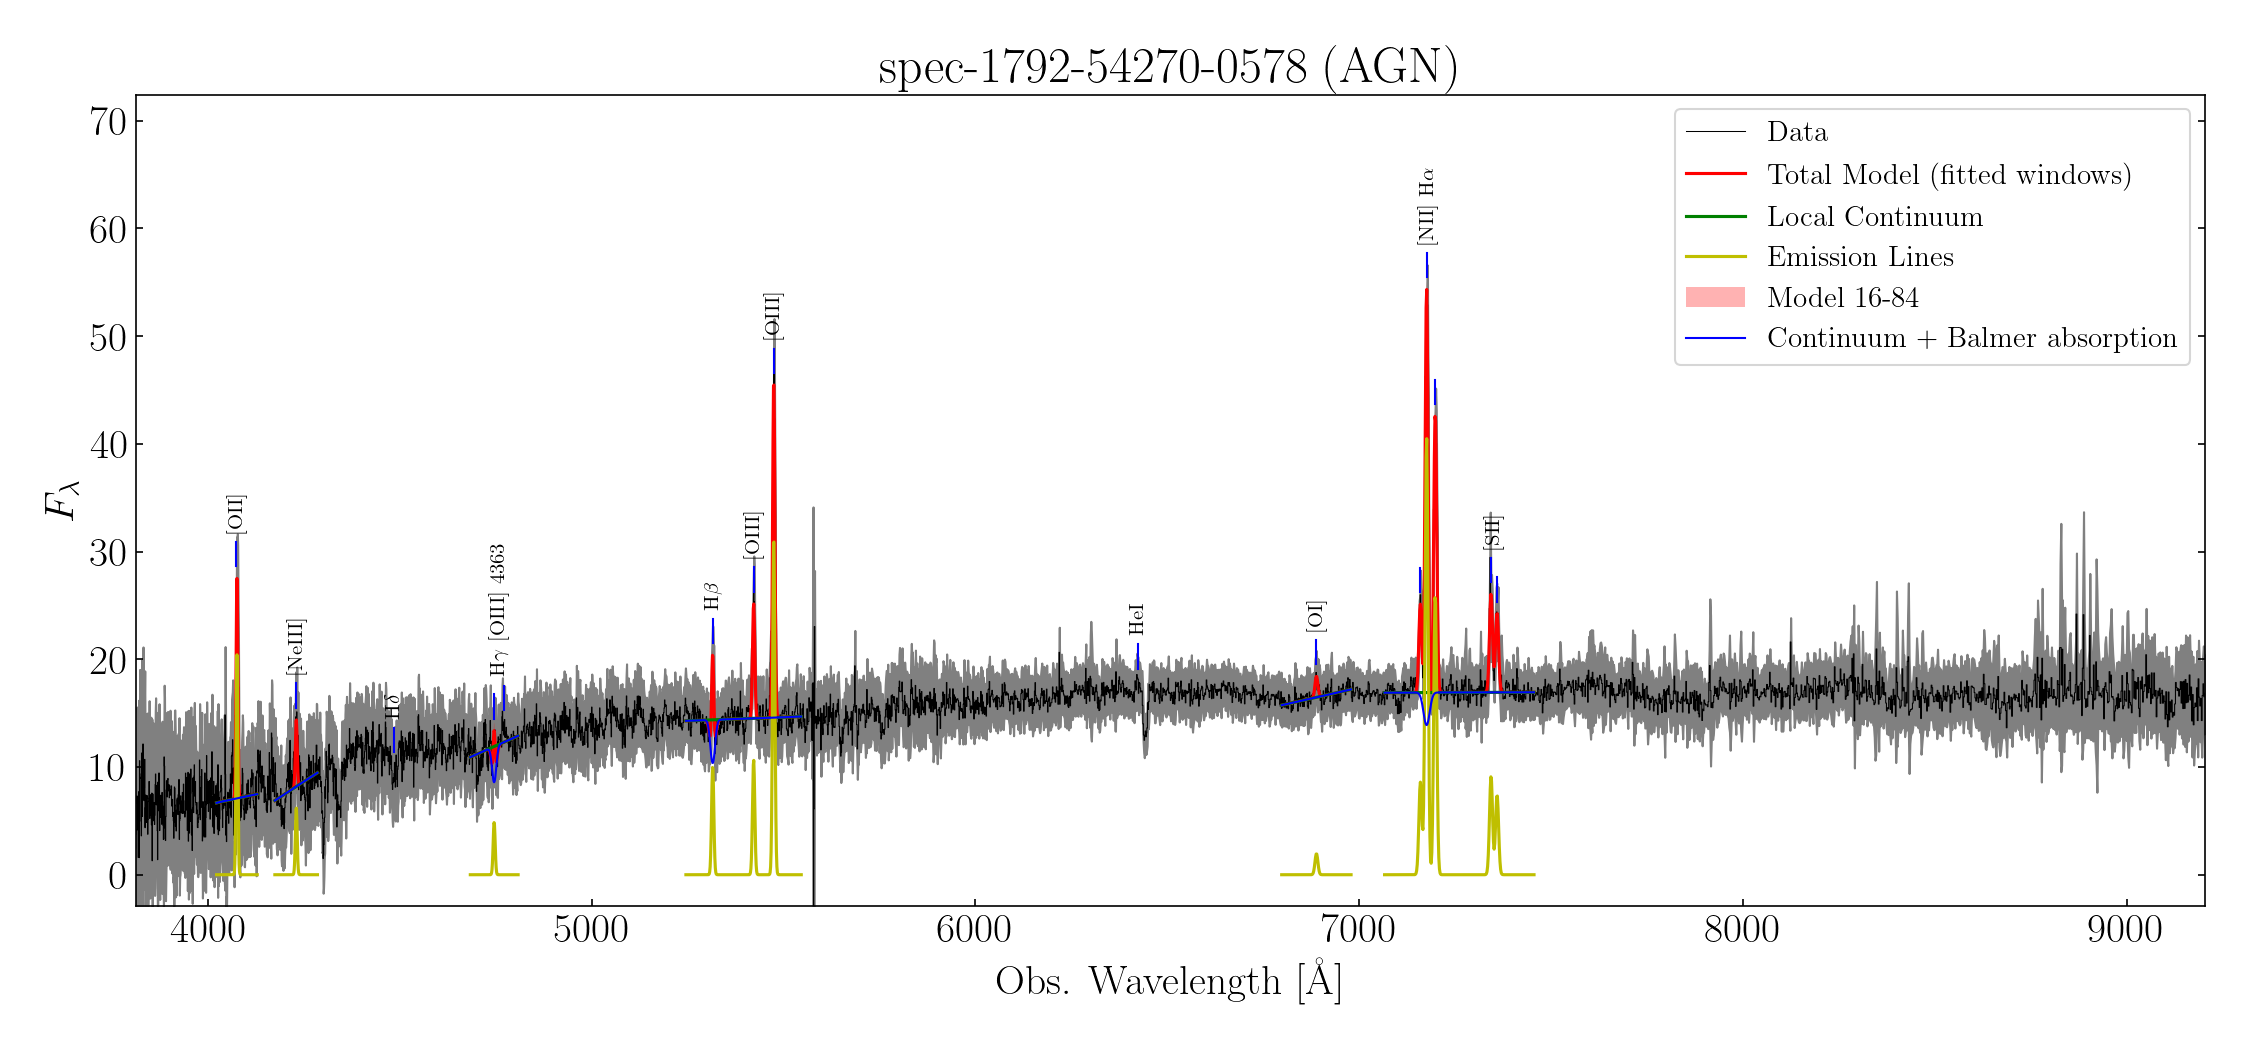 spec-1792-54270-0578 (AGN)
Data
Total Model (fitted windows)
Local Continuum
Emission Lines
Model 16-84
Continuum + Balmer absorption
70
60
50
40
30
20
10
0
F_λ
[OII]
[NeIII]
Hδ
Hγ [OIII] 4363
Hβ
[OIII]
[OIII]
HeI
[OI]
[NII] Hα
[SII]
4000 5000 6000 7000 8000 9000
Obs. Wavelength [Å]